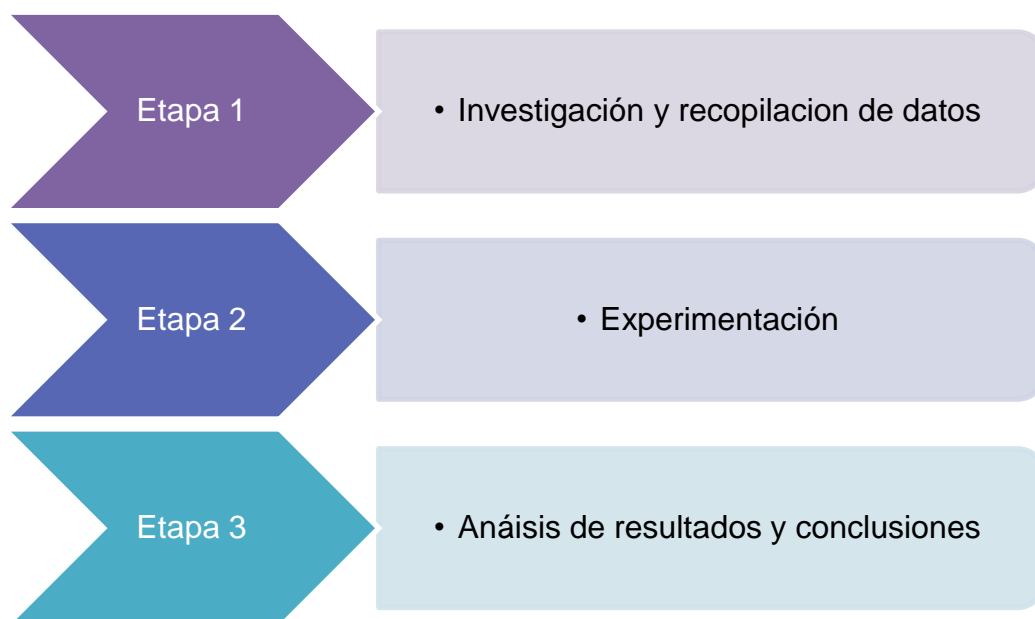 Etapa 1
• Investigación y recopilacion de datos
Etapa 2
• Experimentación
Etapa 3
• Anáisis de resultados y conclusiones